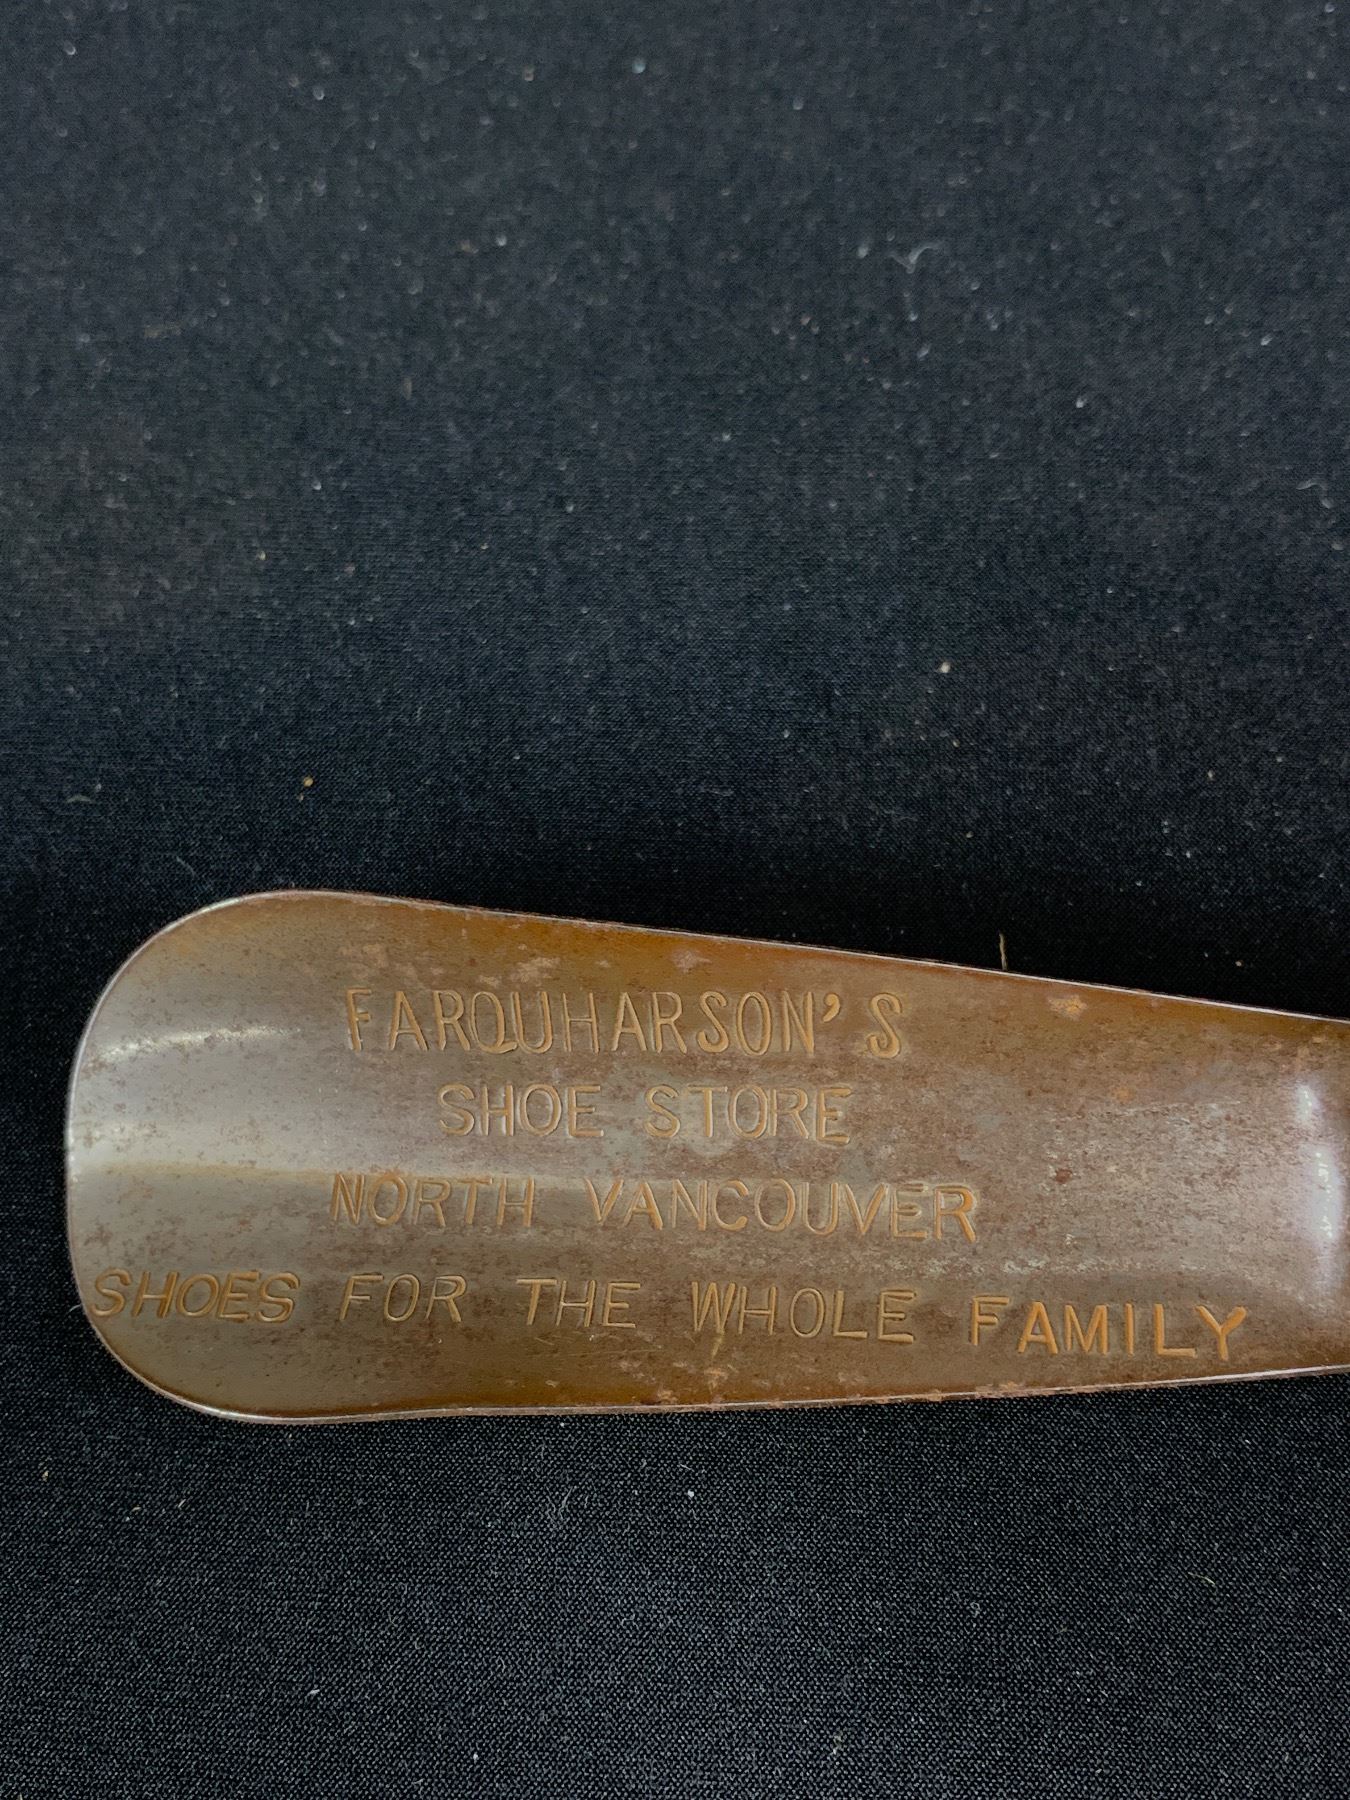 FARQUHARSON'S
SHOE STORE
NORTH VANCOUVER
SHOES FOR THE WHOLE FAMILY